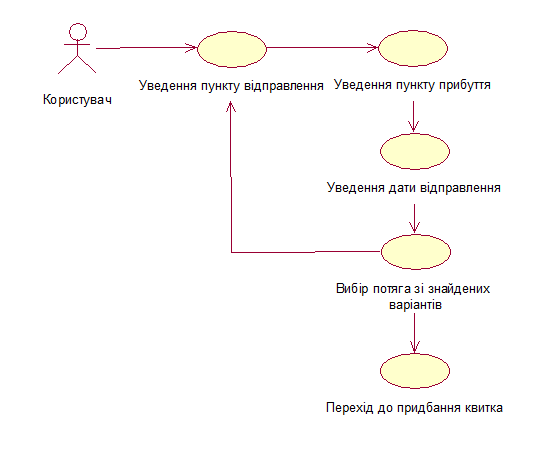 Користувач
Уведення пункту відправлення
Уведення пункту прибуття
Уведення дати відправлення
Вибір потяга зі знайдених
варіантів
Перехід до придбання квитка